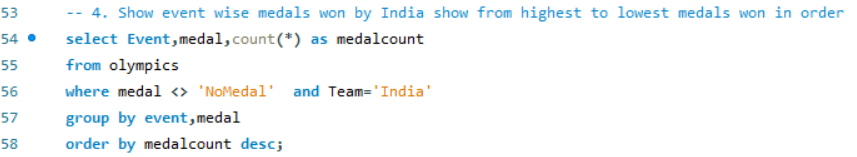 53 -- 4. Show event wise medals won by India show from highest to lowest medals won in order
54 select Event,medal,count(*) as medalcount
55 from olympics
56 where medal <> 'NoMedal'  and Team='India'
57 group by event,medal
58 order by medalcount desc;